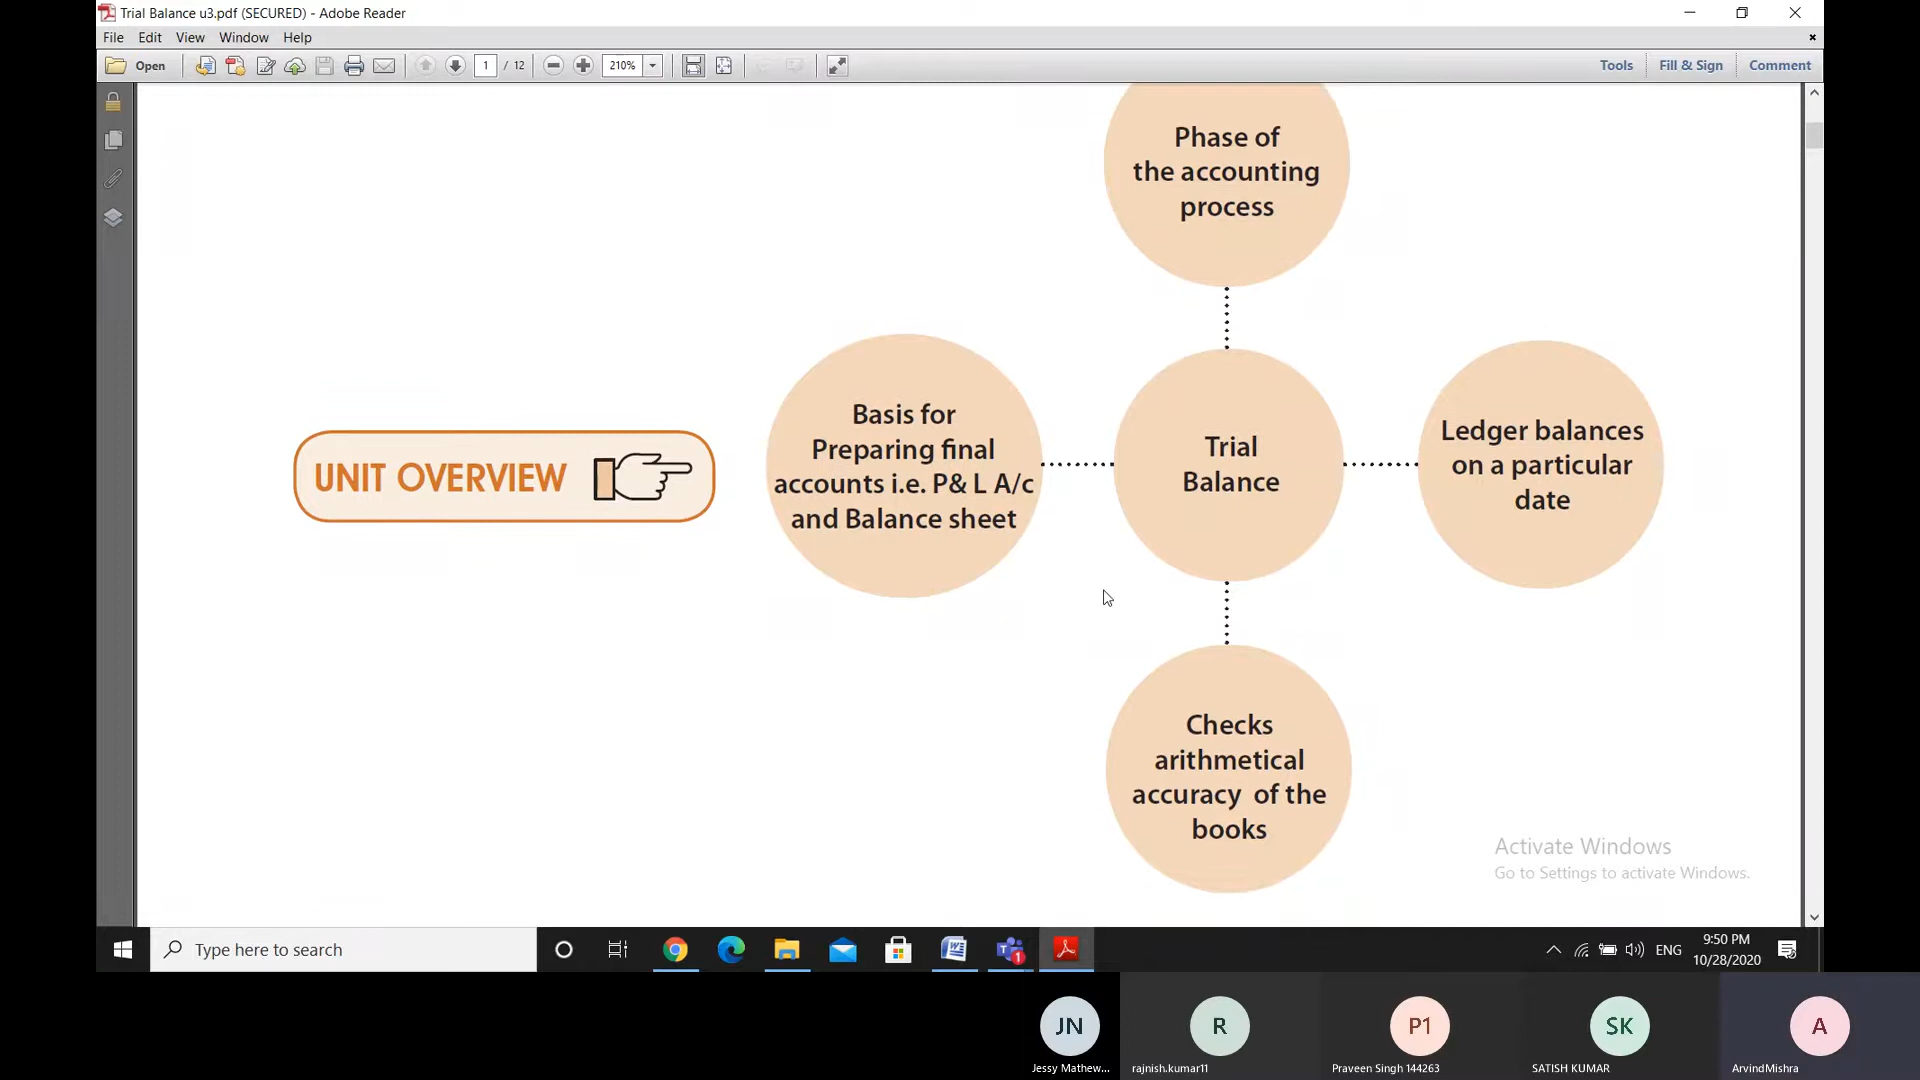 Trial Balance u3.pdf (SECURED) - Adobe Reader
File Edit View Window Help
Open 1 / 12 210% Tools Fill & Sign Comment
Phase of
the accounting
process
UNIT OVERVIEW
Basis for
Preparing final
accounts i.e. P& L A/c
and Balance sheet
Trial
Balance
Ledger balances
on a particular
date
Checks
arithmetical
accuracy of the
books
Activate Windows
Go to Settings to activate Windows.
Type here to search
1
ENG
9:50 PM
10/28/2020
JN
R
P1
SK
A
Jessy Mathew...
rajnish.kumar11
Praveen Singh 144263
SATISH KUMAR
ArvindMishra